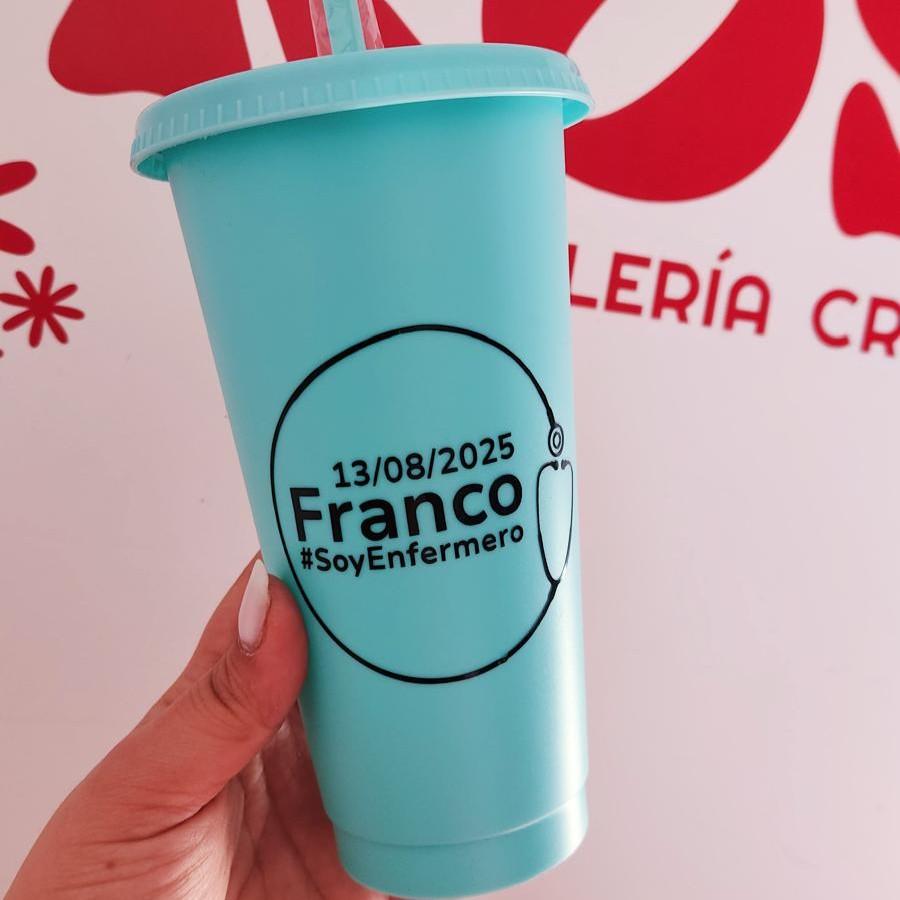 LERÍA CR
13/08/2025
Franco
#SoyEnfermero